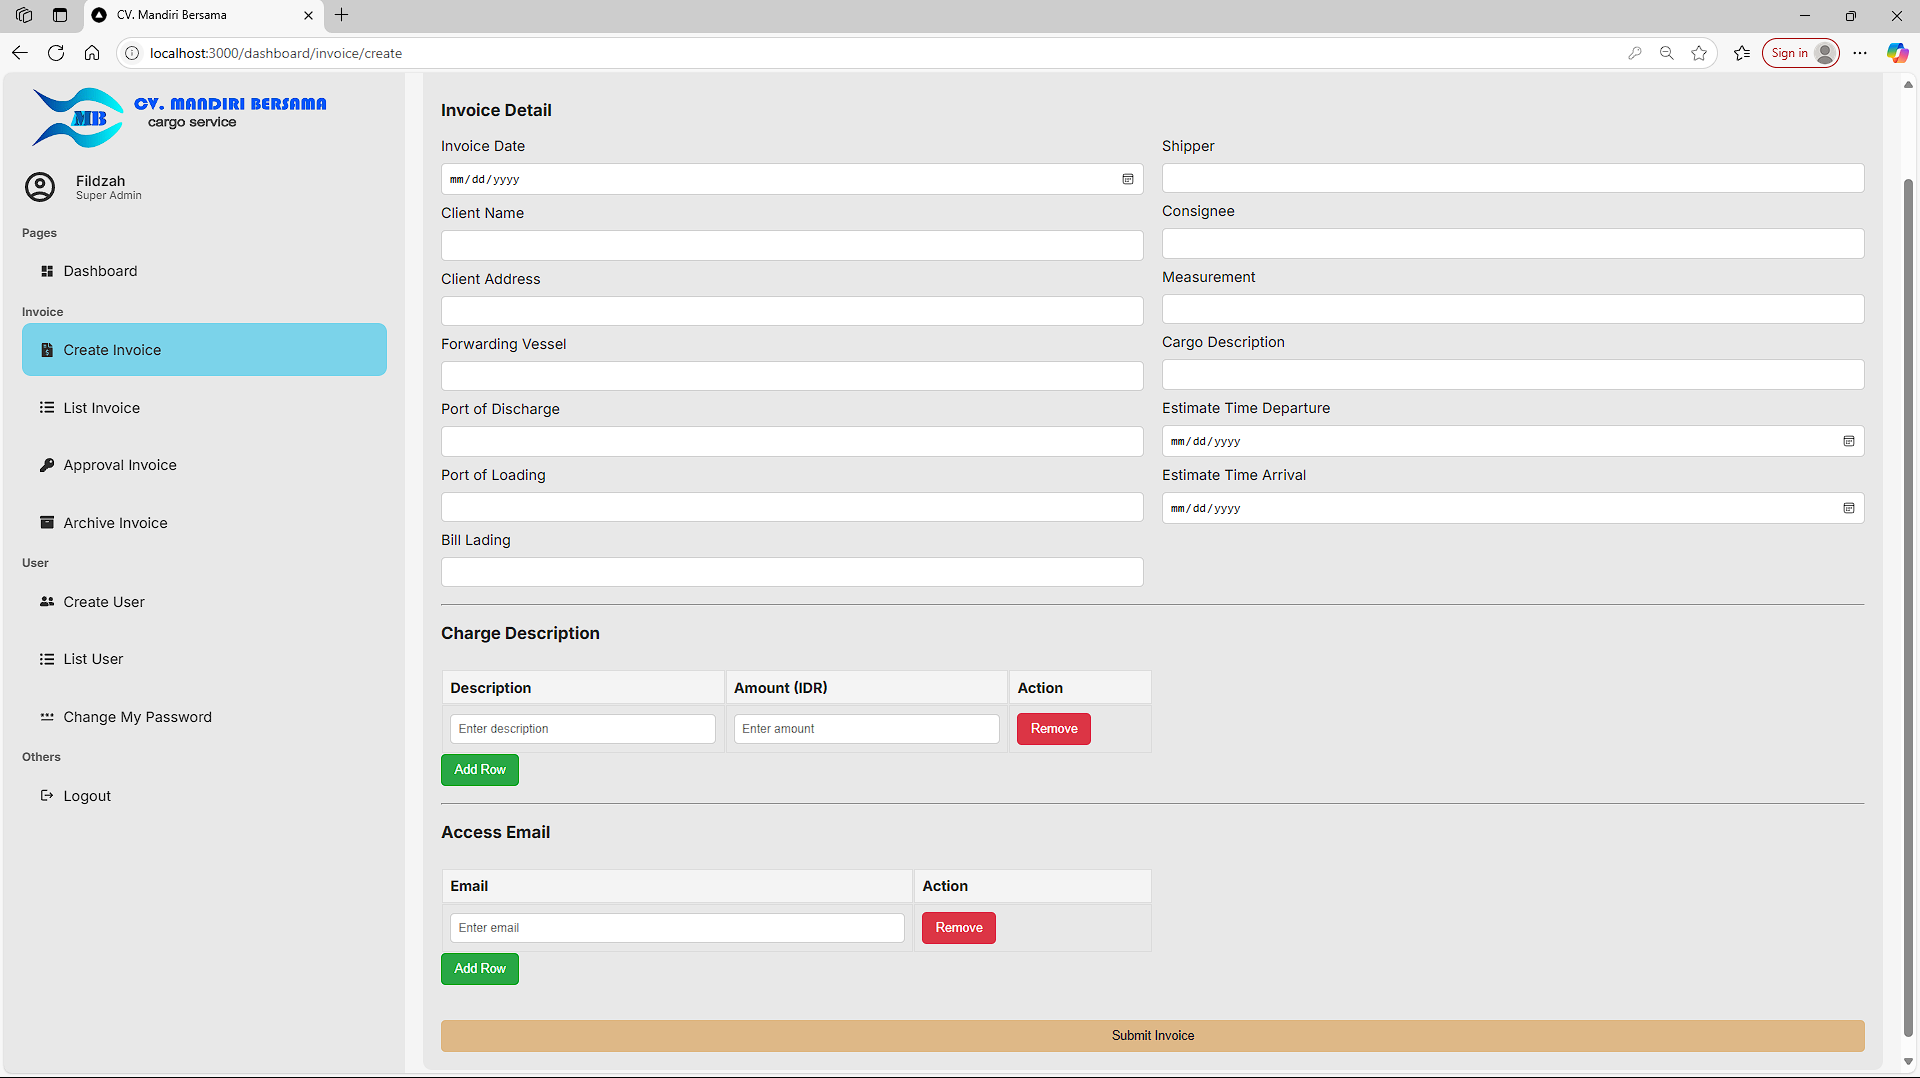 CV. Mandiri Bersama
localhost:3000/dashboard/invoice/create
Sign in
MB
CV. MANDIRI BERSAMA
cargo service
Fildzah
Super Admin
Pages
Dashboard
Invoice
Create Invoice
List Invoice
Approval Invoice
Archive Invoice
User
Create User
List User
Change My Password
Others
Logout
Invoice Detail
Invoice Date
mm/dd/yyyy
Client Name
Client Address
Forwarding Vessel
Port of Discharge
Port of Loading
Bill Lading
Shipper
Consignee
Measurement
Cargo Description
Estimate Time Departure
mm/dd/yyyy
Estimate Time Arrival
mm/dd/yyyy
Charge Description
Description Amount (IDR) Action
Enter description Enter amount Remove
Add Row
Access Email
Email Action
Enter email Remove
Add Row
Submit Invoice